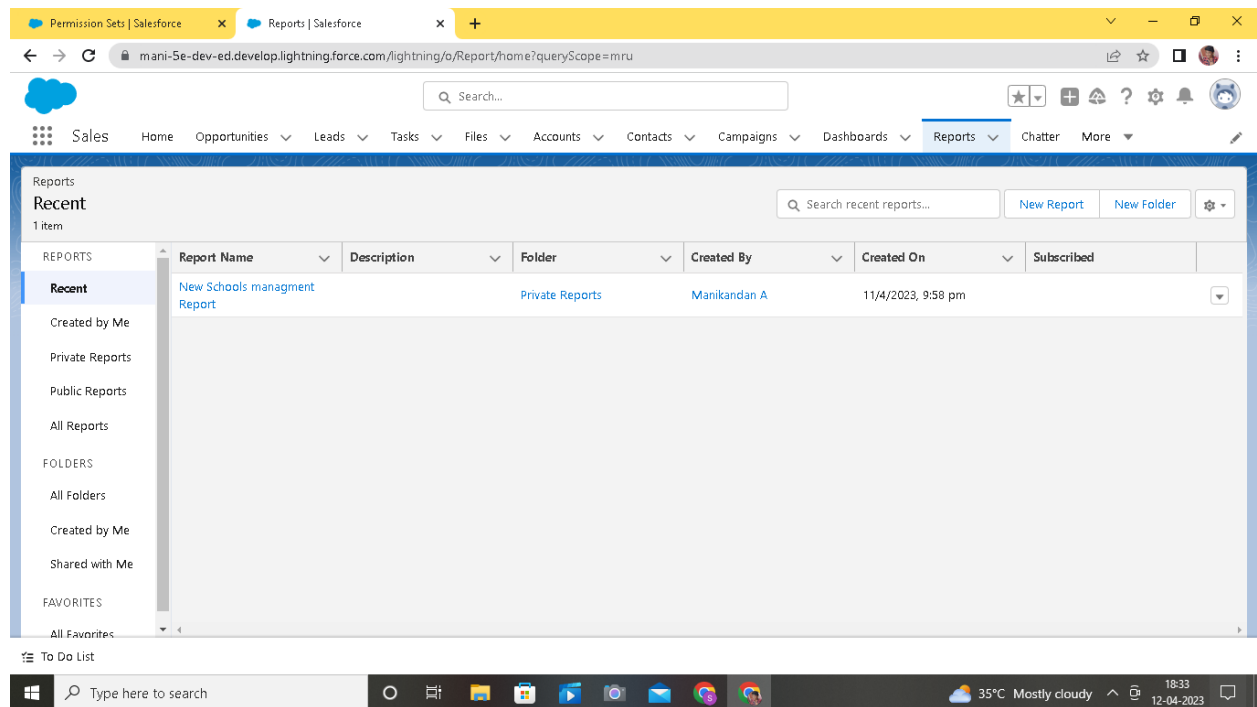 Permission Sets | Salesforce
Reports | Salesforce
mani-5e-dev-ed.develop.lightning.force.com/lightning/o/Report/home?queryScope=mru
Search...
Sales Home Opportunities Leads Tasks Files Accounts Contacts Campaigns Dashboards Reports Chatter More
Reports
Recent
1 item
Search recent reports...
New Report
New Folder
REPORTS
Recent
Created by Me
Private Reports
Public Reports
All Reports
FOLDERS
All Folders
Created by Me
Shared with Me
FAVORITES
All Favorites
Report Name Description Folder Created By Created On Subscribed
New Schools managment
Report
Private Reports
Manikandan A
11/4/2023, 9:58 pm
To Do List
Type here to search
35°C Mostly cloudy
18:33
12-04-2023